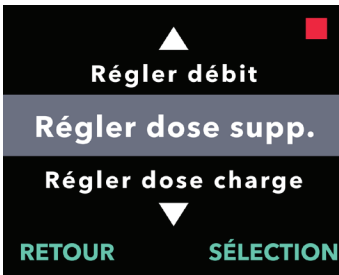 Régler débit
Régler dose supp.
Régler dose charge
RETOUR SÉLECTION